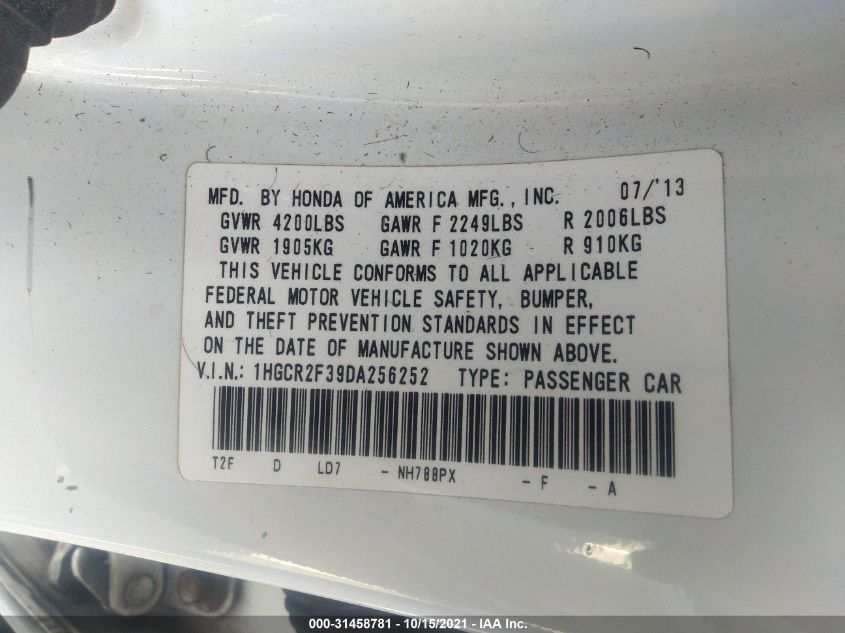 MFD. BY HONDA OF AMERICA MFG., INC. 07/'13
GVWR 4200LBS GAWR F 2249LBS R 2006LBS
GVWR 1905KG GAWR F 1020KG R 910KG
THIS VEHICLE CONFORMS TO ALL APPLICABLE
FEDERAL MOTOR VEHICLE SAFETY, BUMPER,
AND THEFT PREVENTION STANDARDS IN EFFECT
ON THE DATE OF MANUFACTURE SHOWN ABOVE.
V.I.N.: 1HGCR2F39DA256252 TYPE: PASSENGER CAR
T2F D LD7 - NH788PX - F - A
000-31458781 - 10/15/2021 - IAA Inc.